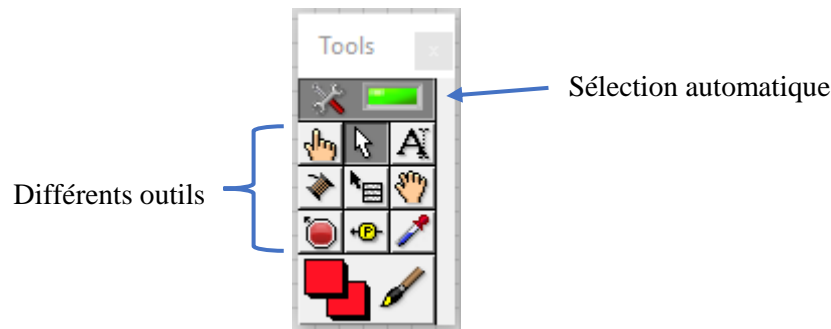 Tools
Sélection automatique
A
Différents outils
P